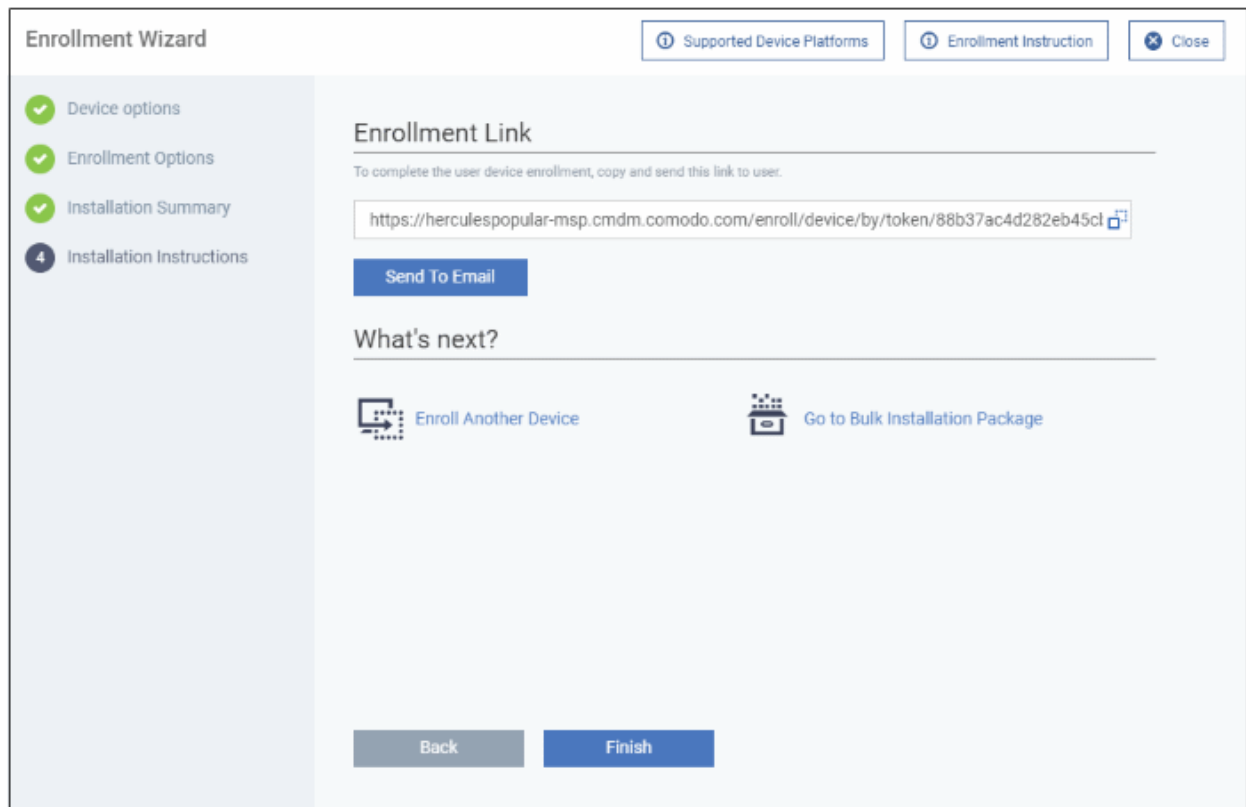 Enrollment Wizard
Supported Device Platforms
Enrollment Instruction
Close
Device options
Enrollment Options
Installation Summary
4 Installation Instructions
Enrollment Link
To complete the user device enrollment, copy and send this link to user.
https://herculespopular-msp.cmdm.comodo.com/enroll/device/by/token/88b37ac4d282eb45cl
Send To Email
What's next?
Enroll Another Device
Go to Bulk Installation Package
Back
Finish